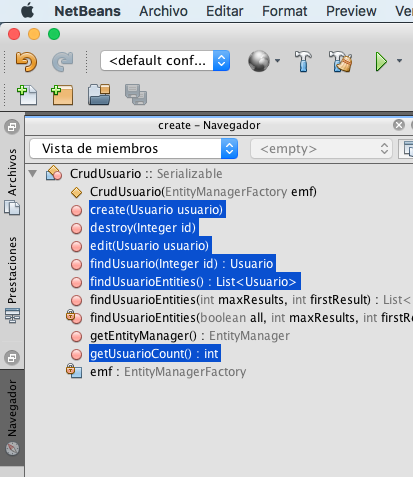 NetBeans Archivo Editar Format Preview
<default conf...
create – Navegador
Vista de miembros
<empty>
Archivos
Prestaciones
Navegador
CrudUsuario :: Serializable
CrudUsuario(EntityManagerFactory emf)
create(Usuario usuario)
destroy(Integer id)
edit(Usuario usuario)
findUsuario(Integer id) : Usuario
findUsuarioEntities() : List<Usuario>
findUsuarioEntities(int maxResults, int firstResult) : List<
findUsuarioEntities(boolean all, int maxResults, int firstRe
getEntityManager() : EntityManager
getUsuarioCount() : int
emf : EntityManagerFactory